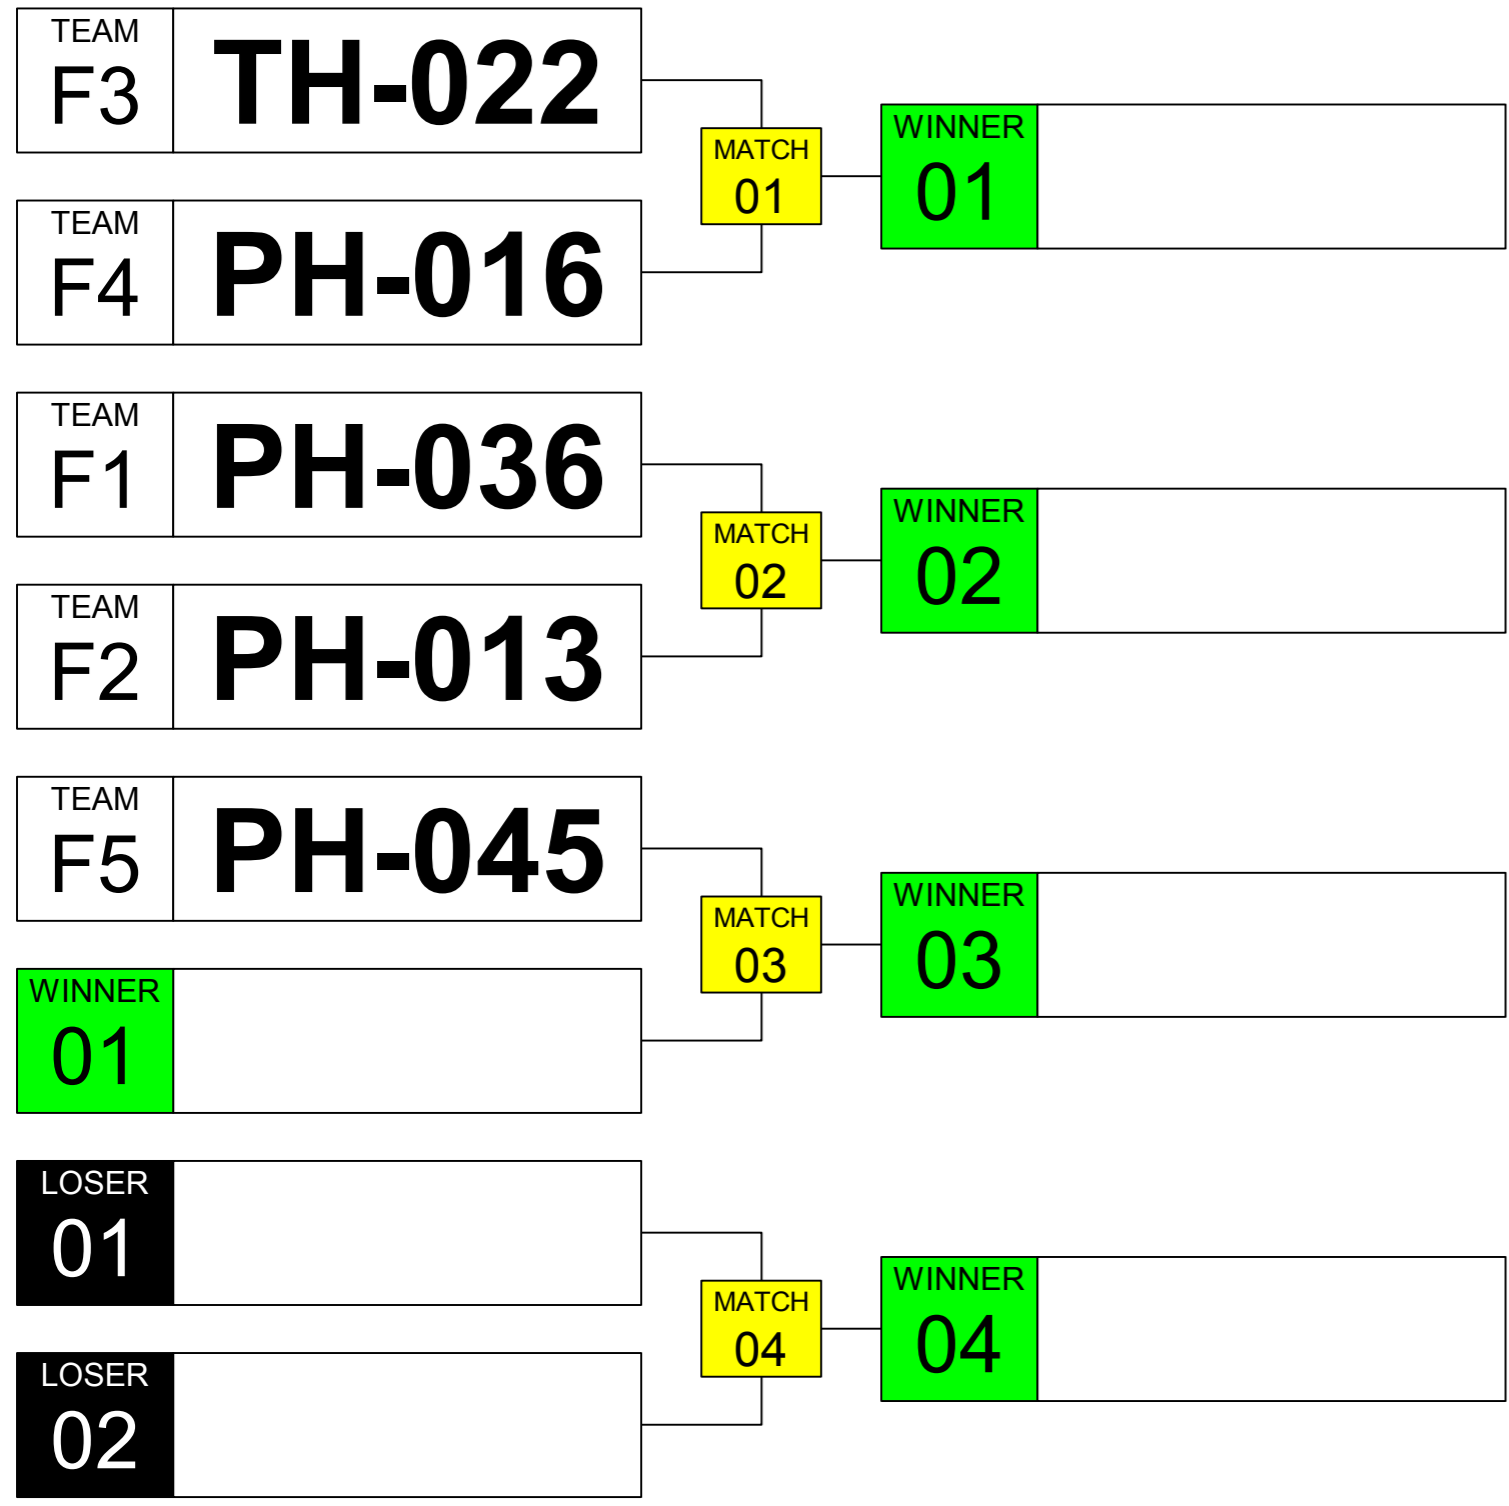 TEAM
F3
TH-022
TEAM
F4
PH-016
MATCH
01
WINNER
01
TEAM
F1
PH-036
TEAM
F2
PH-013
MATCH
02
WINNER
02
TEAM
F5
PH-045
WINNER
01
MATCH
03
WINNER
03
LOSER
01
LOSER
02
MATCH
04
WINNER
04